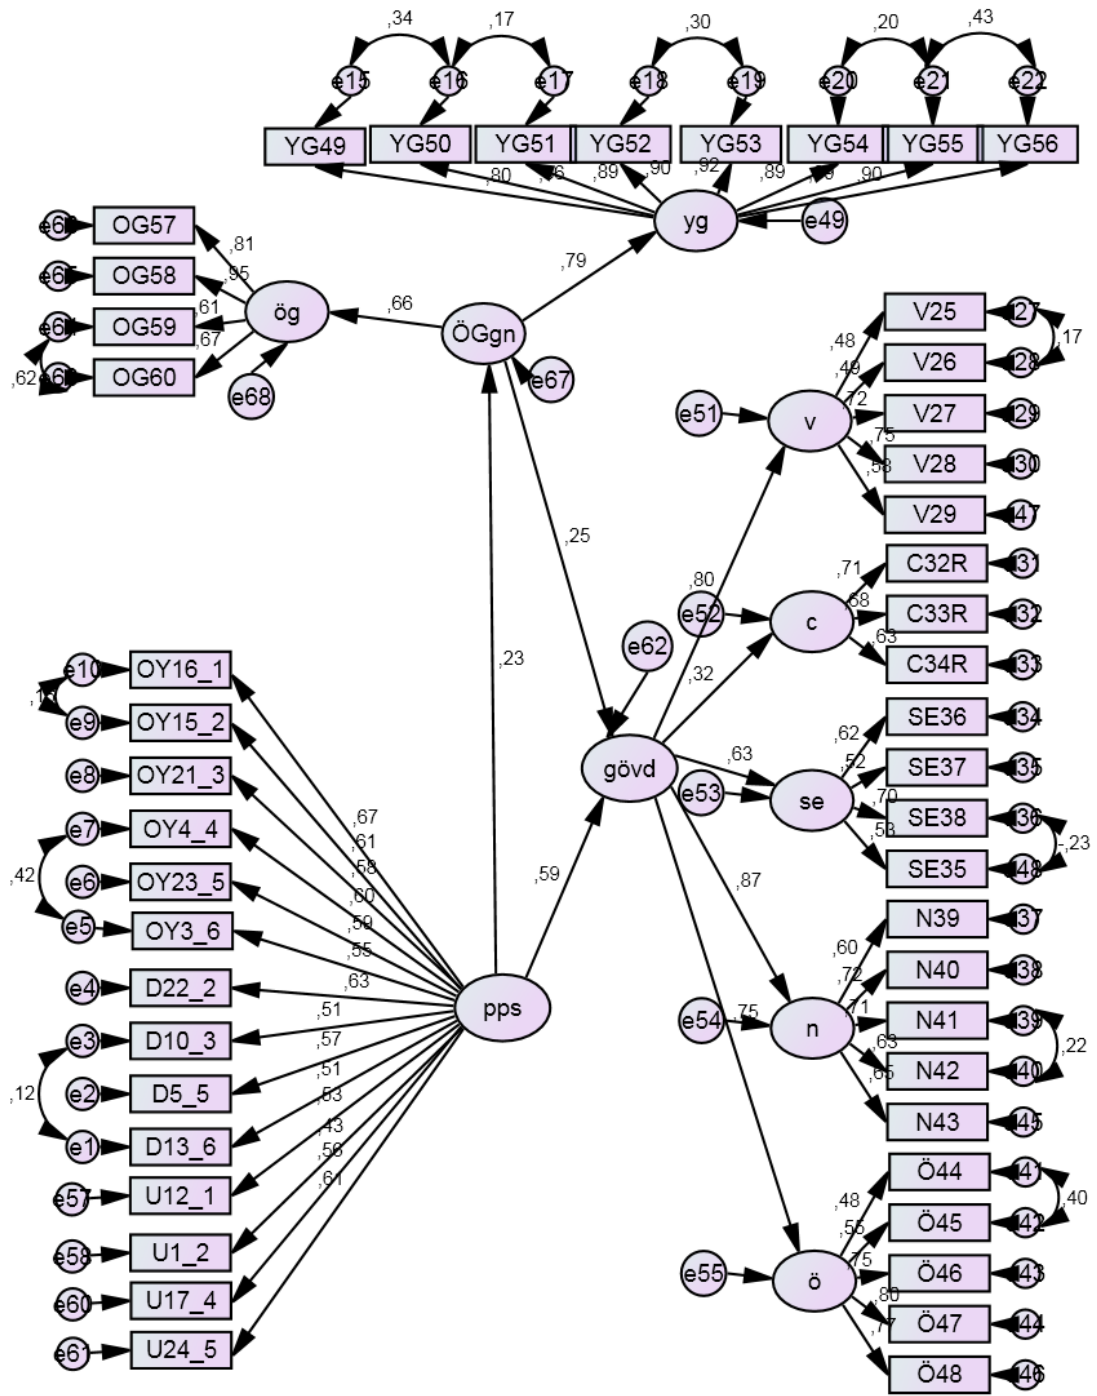 ,34 ,17 ,30 ,20 ,43
e15 e16 e17 e18 e19 e20 e21 e22
YG49 YG50 YG51 YG52 YG53 YG54 YG55 YG56
,80 ,89 ,90 ,92 ,89 ,90
yg e49
OG57
,81
OG58
,95
ög
OG59
,61
OG60
,67
,62
e68
,66
ÖGgn
,79
e67
,23
,25
e51
v
,48
,49
,72
,75
,58
V25
V26
,17
V27
V28
V29
,80
e52
c
,32
,71
,68
,63
C32R
C33R
C34R
e62
gövd
,63
e53
se
,62
,52
,70
SE36
SE37
SE38
-,23
SE35
,87
,59
e54
n
,75
,60
,72
,71
,63
,65
N39
N40
N41
,22
N42
N43
e55
ö
,48
,55
,75
,80
,77
Ö44
,40
Ö45
Ö46
Ö47
Ö48
e10 OY16_1
e9 OY15_2
e8 OY21_3
e7 OY4_4
,42
e6 OY23_5
e5 OY3_6
e4 D22_2
e3 D10_3
,12
e2 D5_5
e1 D13_6
e57 U12_1
e58 U1_2
e60 U17_4
e61 U24_5
,67
,61
,58
,60
,59
,55
,63
,51
,57
,51
,53
,43
,56
,61
pps